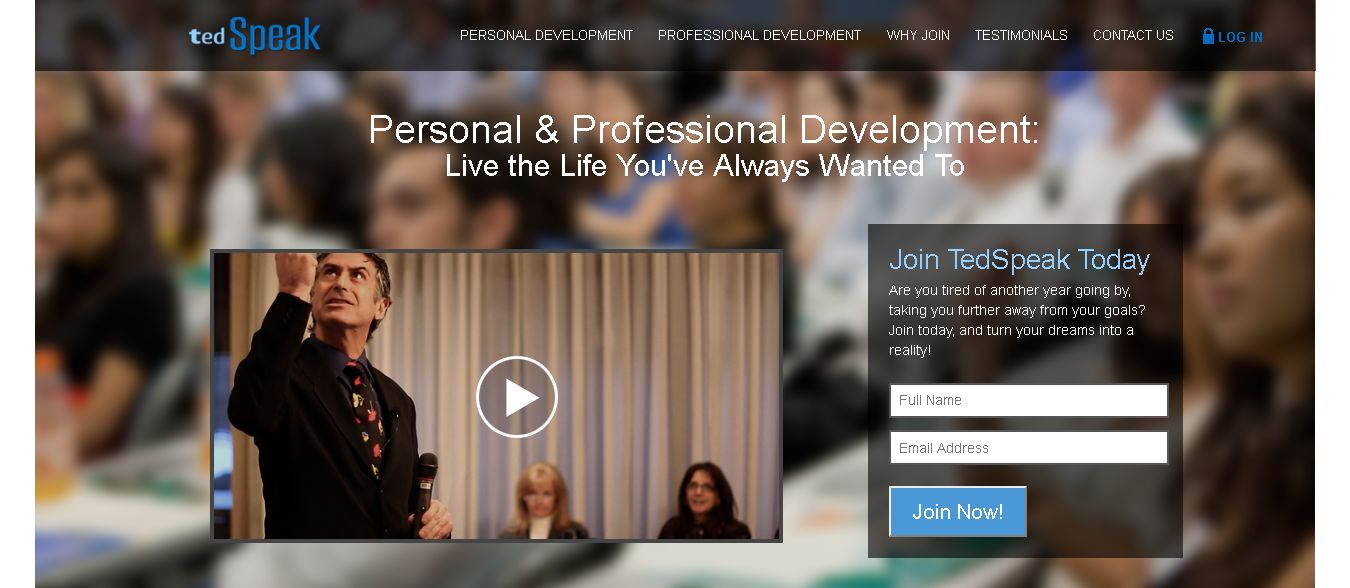 tedSpeak
PERSONAL DEVELOPMENT PROFESSIONAL DEVELOPMENT WHY JOIN TESTIMONIALS CONTACT US LOG IN
Personal & Professional Development:
Live the Life You've Always Wanted To
Join TedSpeak Today
Are you tired of another year going by,
taking you further away from your goals?
Join today, and turn your dreams into a
reality!
Full Name
Email Address
Join Now!